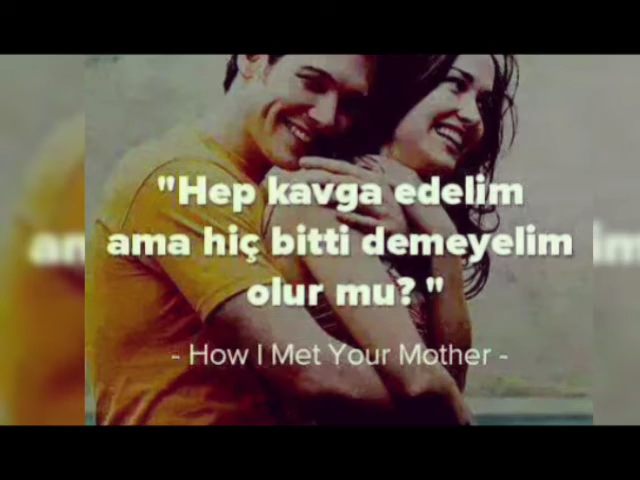 "Hep kavga edelim
ama hiç bitti demeyelim
olur mu? "
- How I Met Your Mother -